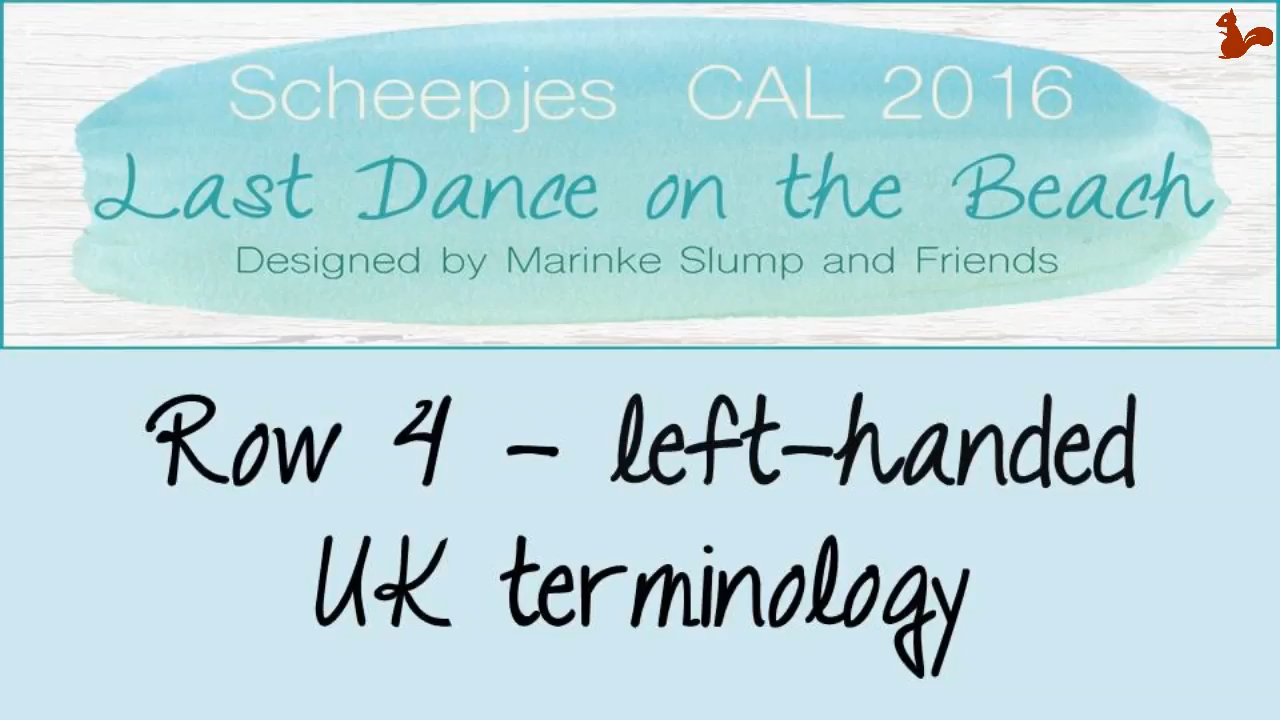 Scheepjes CAL 2016
Last Dance on the Beach
Designed by Marinke Slump and Friends
Row 4 - left-handed
UK terminology